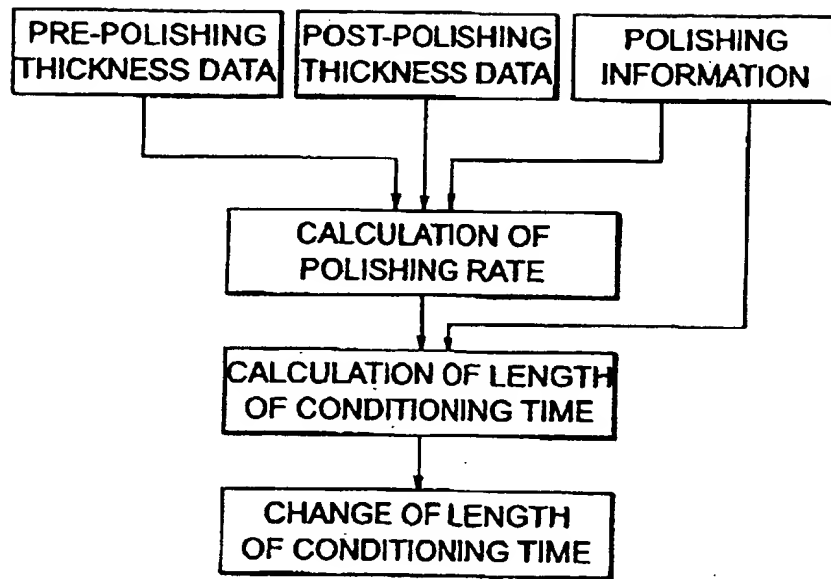 PRE-POLISHING
THICKNESS DATA
POST-POLISHING
THICKNESS DATA
POLISHING
INFORMATION
CALCULATION OF
POLISHING RATE
CALCULATION OF LENGTH
OF CONDITIONING TIME
CHANGE OF LENGTH
OF CONDITIONING TIME